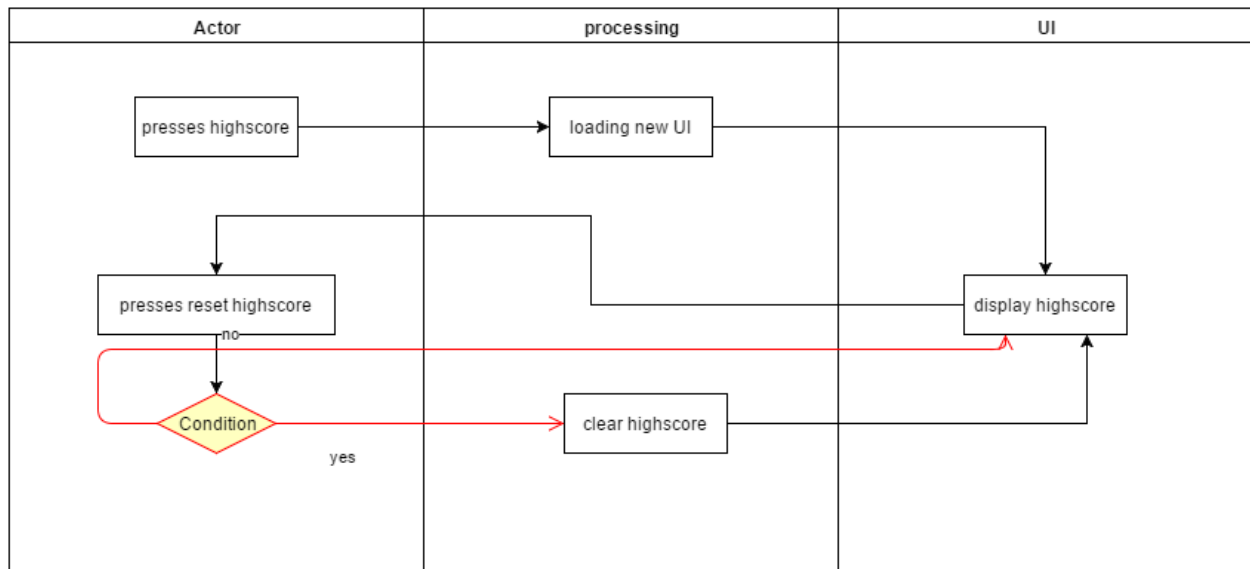 Actor
processing
UI
presses highscore
loading new UI
presses reset highscore
display highscore
no
Condition
clear highscore
yes